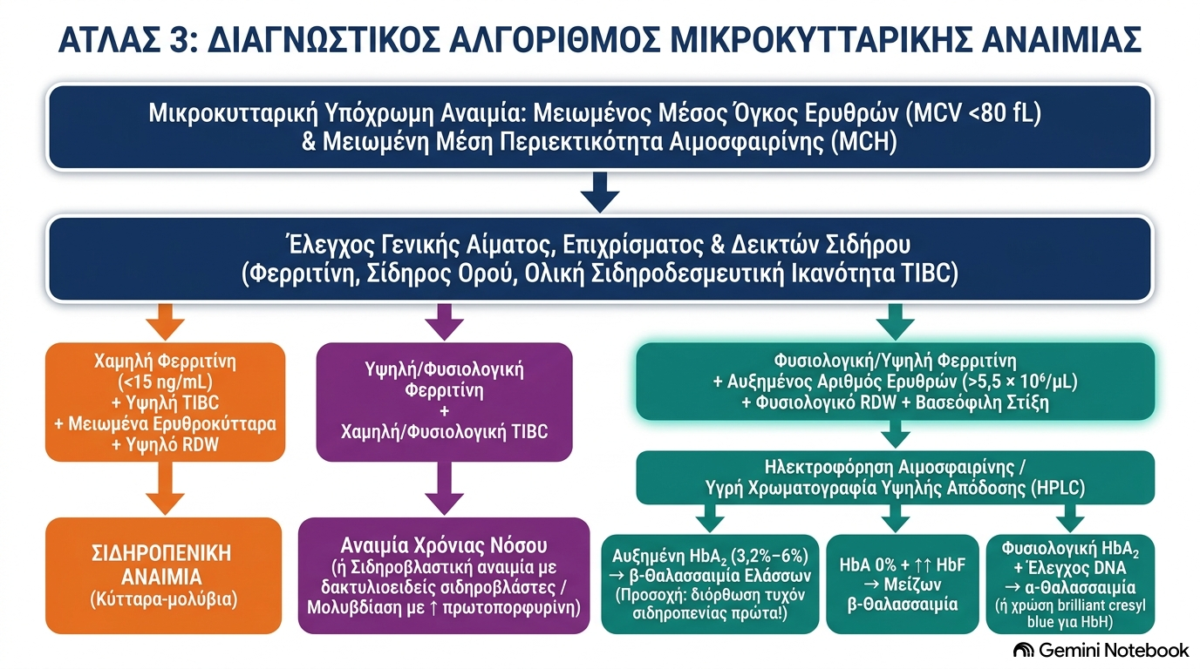 ΑΤΛΑΣ 3: ΔΙΑΓΝΩΣΤΙΚΟΣ ΑΛΓΟΡΙΘΜΟΣ ΜΙΚΡΟΚΥΤΤΑΡΙΚΗΣ ΑΝΑΙΜΙΑΣ
Μικροκυτταρική Υπόχρωμη Αναιμία: Μειωμένος Μέσος Όγκος Ερυθρών (MCV <80 fL)
& Μειωμένη Μέση Περιεκτικότητα Αιμοσφαιρίνης (MCH)
Έλεγχος Γενικής Αίματος, Επιχρίσματος & Δεικτών Σιδήρου
(Φερριτίνη, Σίδηρος Ορού, Ολική Σιδηροδεσμευτική Ικανότητα TIBC)
Χαμηλή Φερριτίνη
(<15 ng/mL)
+ Υψηλή TIBC
+ Μειωμένα Ερυθροκύτταρα
+ Υψηλό RDW
Υψηλή/Φυσιολογική
Φερριτίνη
+
Χαμηλή/Φυσιολογική TIBC
Φυσιολογική/Υψηλή Φερριτίνη
+ Αυξημένος Αριθμός Ερυθρών (>5,5 × 10⁶/μL)
+ Φυσιολογικό RDW + Βασεόφιλη Στίξη
Ηλεκτροφόρηση Αιμοσφαιρίνης /
Υγρή Χρωματογραφία Υψηλής Απόδοσης (HPLC)
ΣΙΔΗΡΟΠΕΝΙΚΗ
ΑΝΑΙΜΙΑ
(Κύτταρα-μολύβια)
Αναιμία Χρόνιας Νόσου
(ή Σιδηροβλαστική αναιμία με
δακτυλιοειδείς σιδηροβλάστες /
Μολυβδίαση με ↑ πρωτοπορφυρίνη)
Αυξημένη HbA₂ (3,2%–6%)
→ β-Θαλασσαιμία Ελάσσων
(Προσοχή: διόρθωση τυχόν
σιδηροπενίας πρώτα!)
HbA 0% + ↑↑ HbF
→ Μείζων
β-Θαλασσαιμία
Φυσιολογική HbA₂
+ Έλεγχος DNA
→ α-Θαλασσαιμία
(ή χρώση brilliant cresyl
blue για HbH)
Gemini Notebook